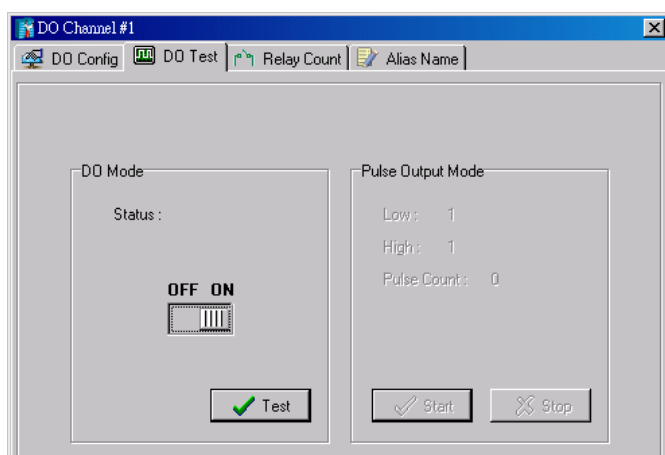 DO Channel #1
DO Config DO Test Relay Count Alias Name
DO Mode
Status :
OFF ON
Test
Pulse Output Mode
Low : 1
High : 1
Pulse Count : 0
Start Stop